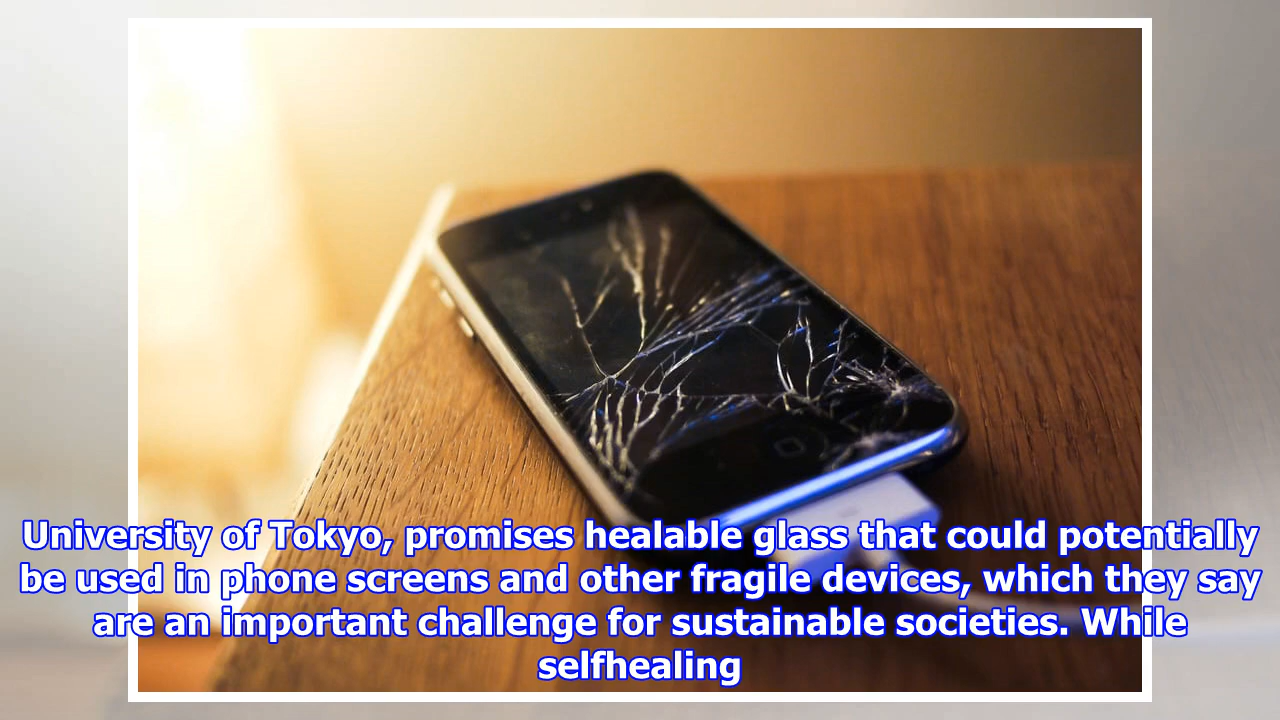 University of Tokyo, promises healable glass that could potentially
be used in phone screens and other fragile devices, which they say
are an important challenge for sustainable societies. While
selfhealing